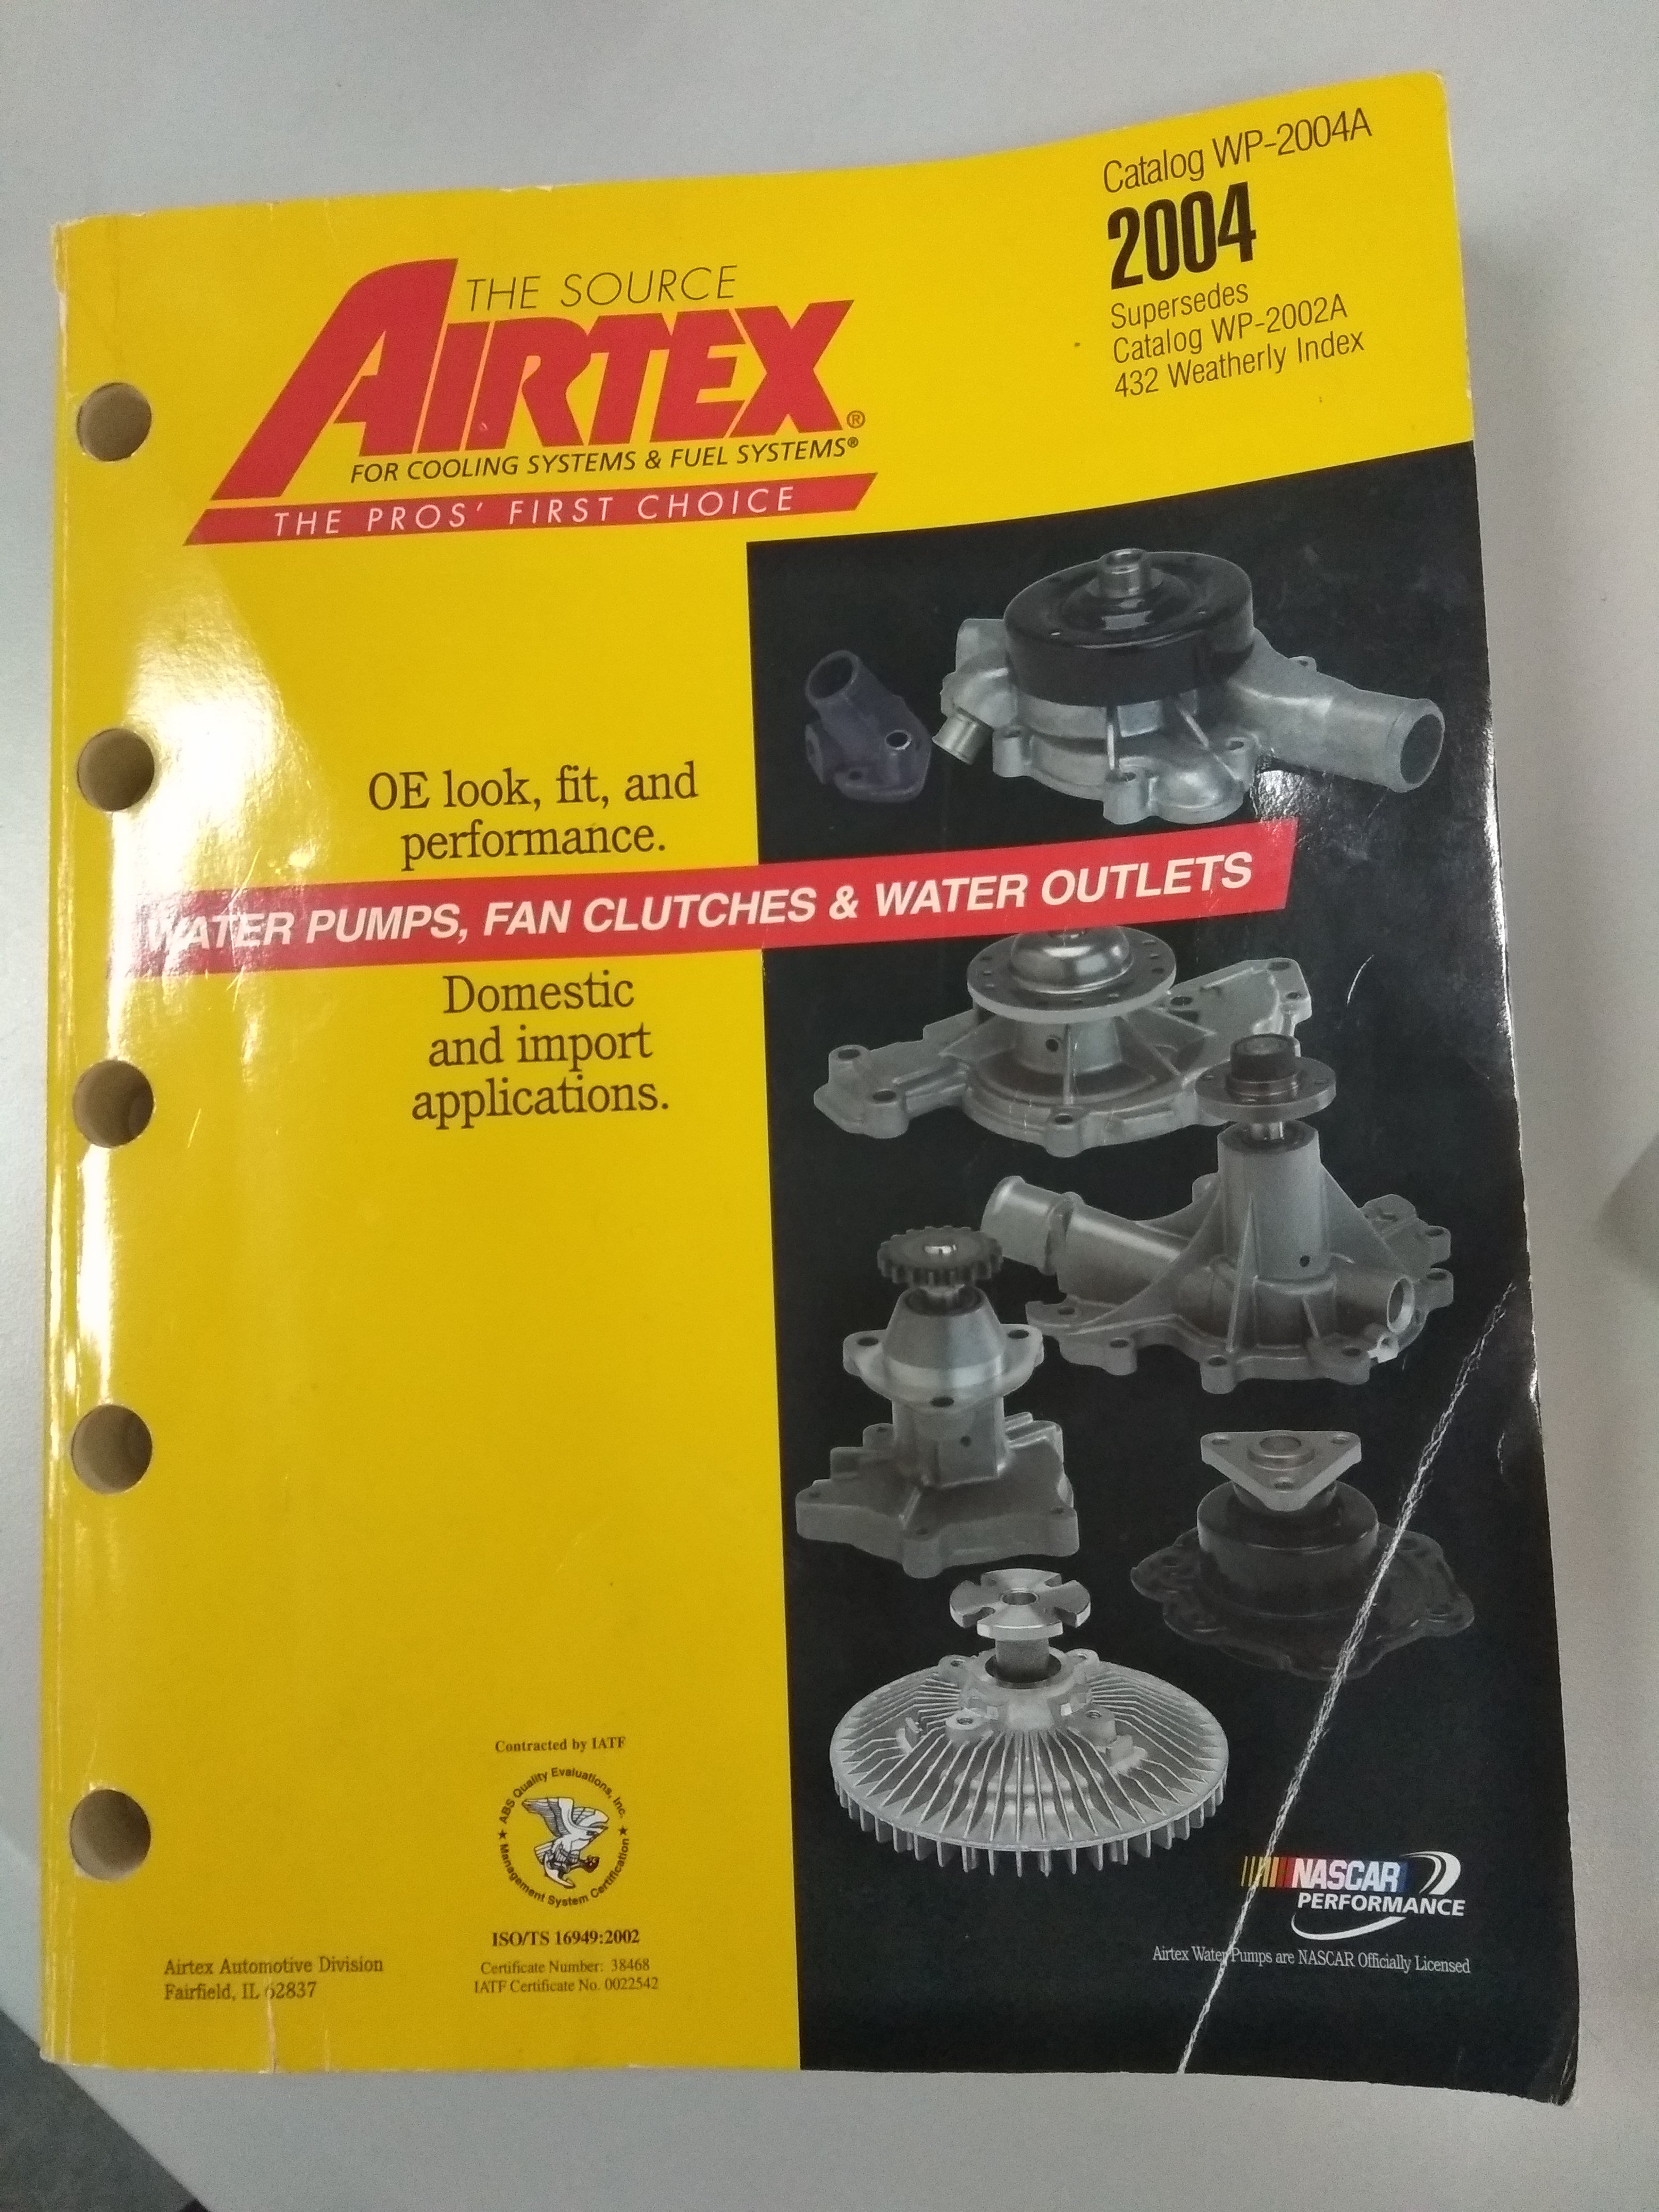 Catalog WP-2004A
2004
Supersedes
Catalog WP-2002A
432 Weatherly Index
THE SOURCE
AIRTEX®
FOR COOLING SYSTEMS & FUEL SYSTEMS®
THE PROS' FIRST CHOICE
OE look, fit, and
performance.
WATER PUMPS, FAN CLUTCHES & WATER OUTLETS
Domestic
and import
applications.
Contracted by IATF
ABS Quality Evaluations, Inc.
★ Management System Certification ★
ISO/TS 16949:2002
Certificate Number: 38468
IATF Certificate No. 0022542
Airtex Automotive Division
Fairfield, IL 62837
NASCAR
PERFORMANCE
Airtex Water Pumps are NASCAR Officially Licensed